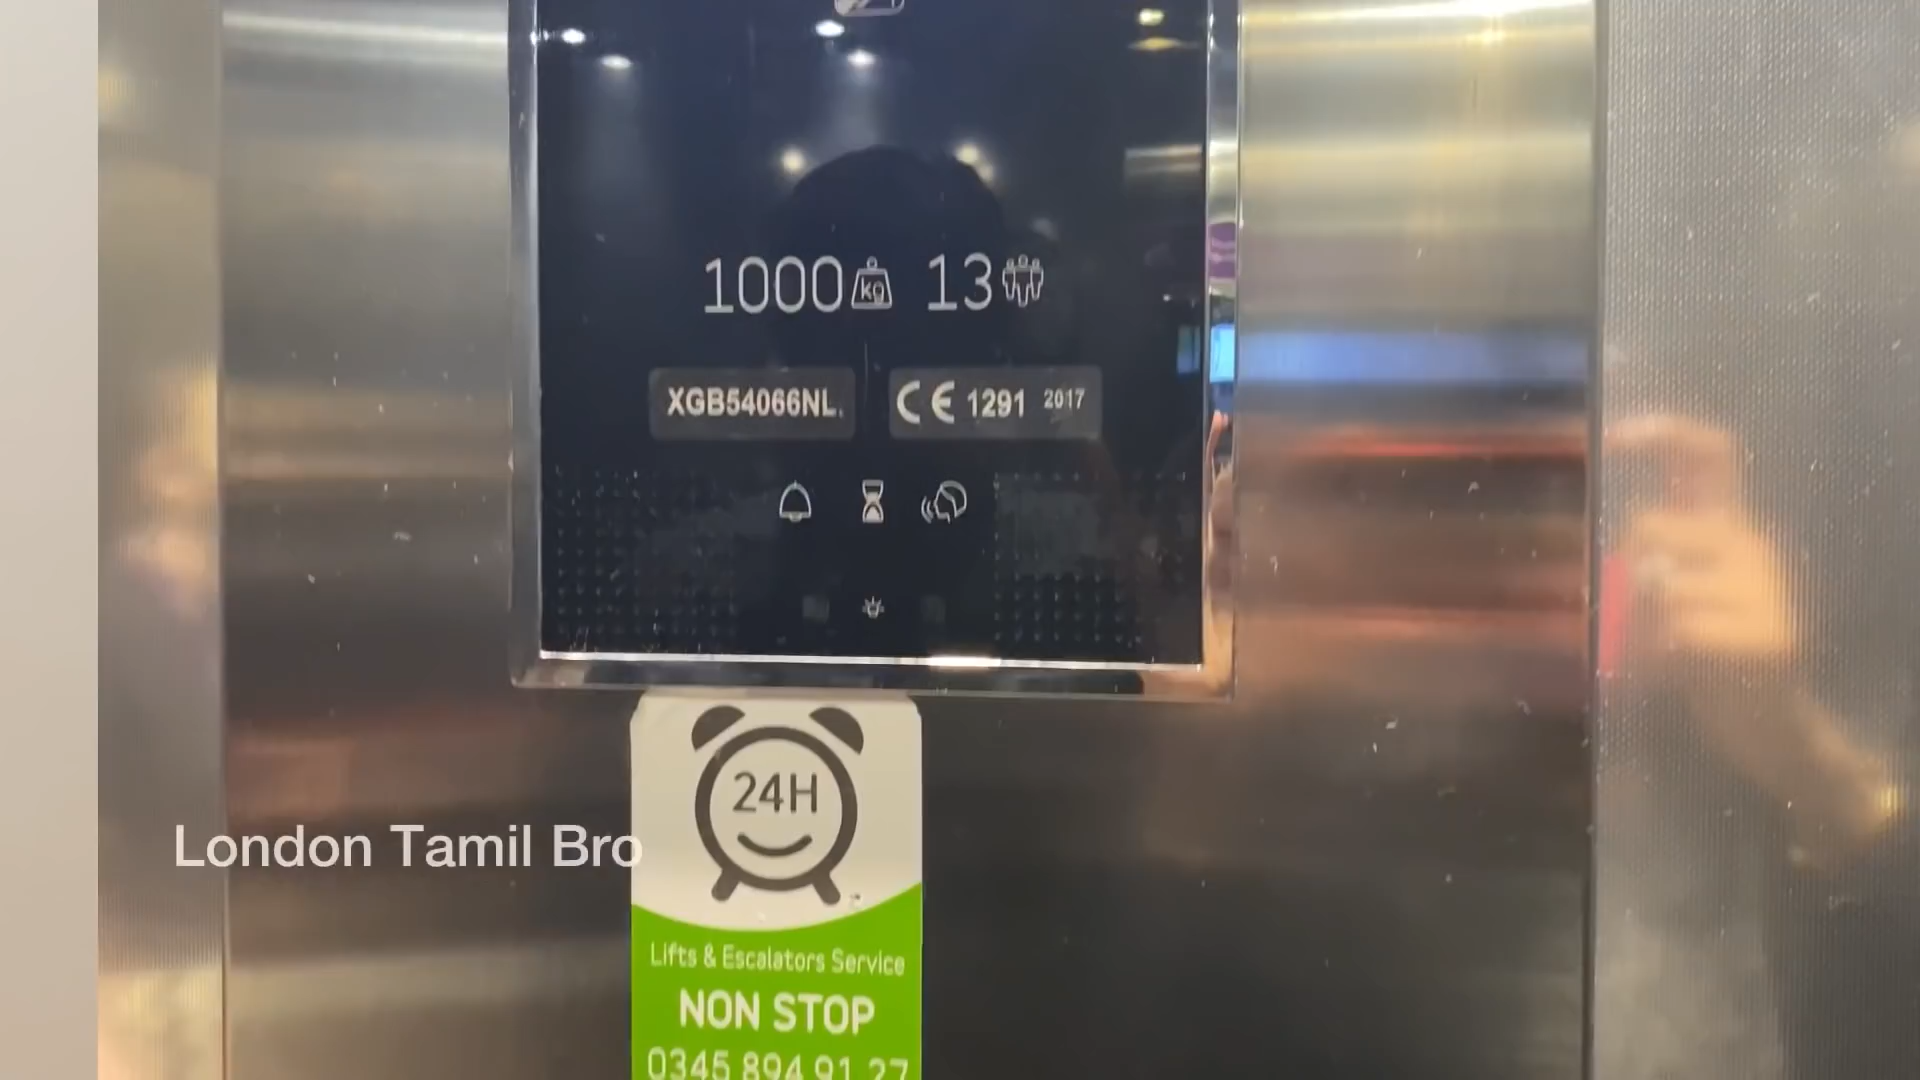 1000 kg 13
XGB54066NL.
CE 1291 2017
24H
London Tamil Bro
Lifts & Escalators Service
NON STOP
0345 894 91 27